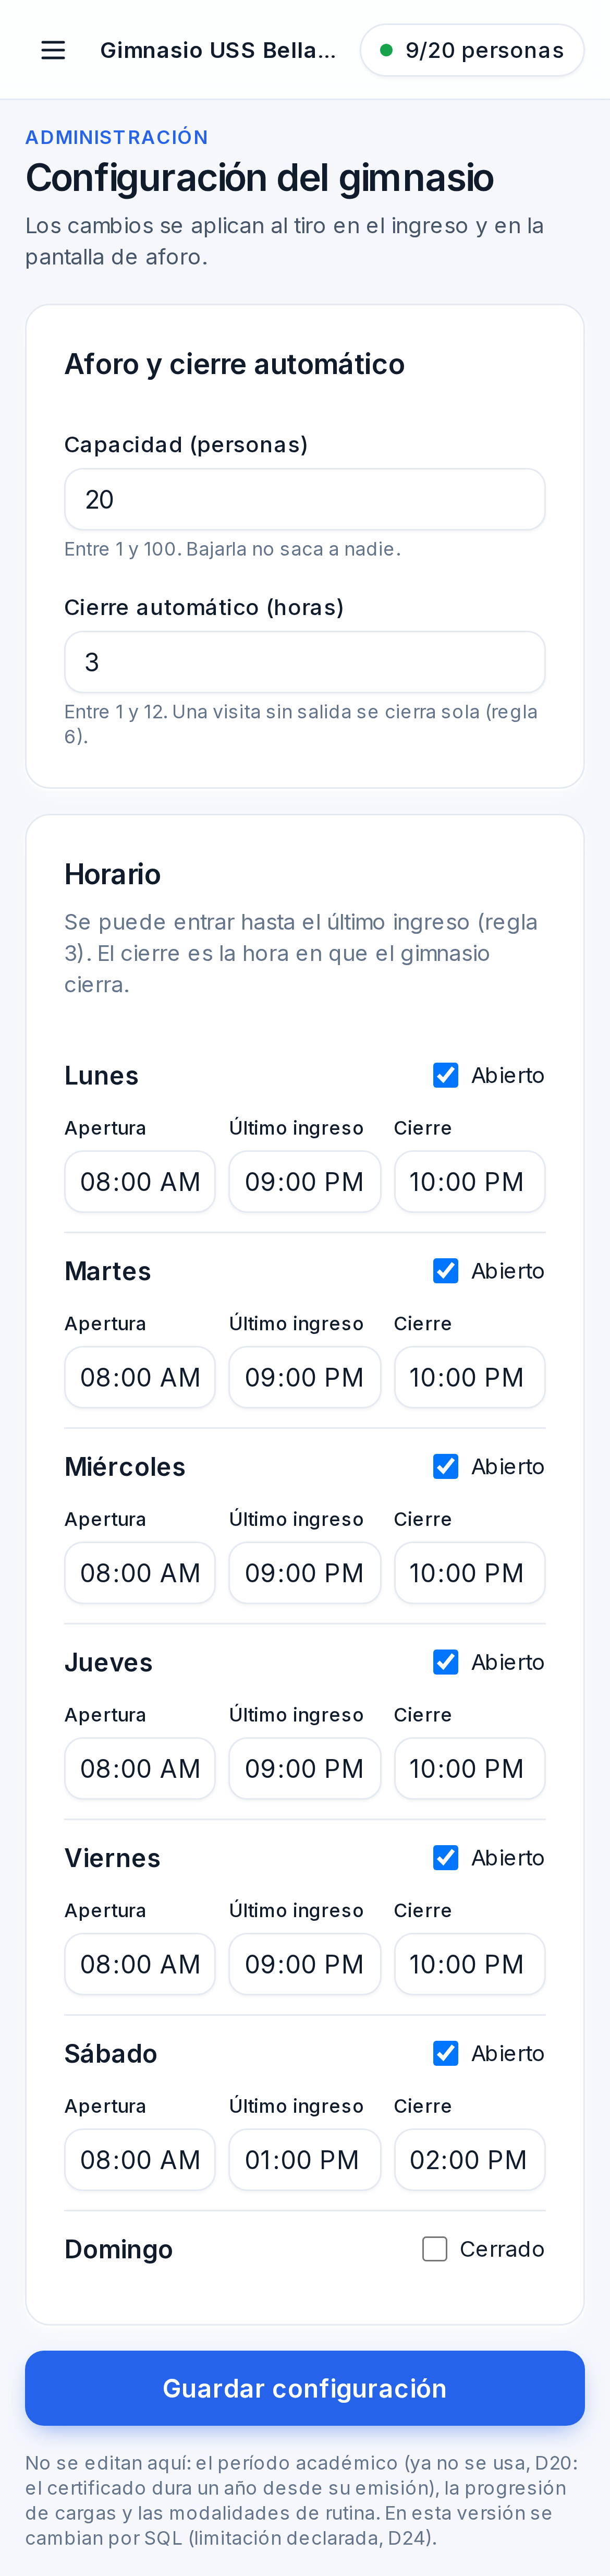 Gimnasio USS Bella...
9/20 personas
ADMINISTRACIÓN
Configuración del gimnasio
Los cambios se aplican al tiro en el ingreso y en la
pantalla de aforo.
Aforo y cierre automático
Capacidad (personas)
20
Entre 1 y 100. Bajarla no saca a nadie.
Cierre automático (horas)
3
Entre 1 y 12. Una visita sin salida se cierra sola (regla
6).
Horario
Se puede entrar hasta el último ingreso (regla
3). El cierre es la hora en que el gimnasio
cierra.
Lunes Abierto
Apertura Último ingreso Cierre
08:00 AM 09:00 PM 10:00 PM
Martes Abierto
Apertura Último ingreso Cierre
08:00 AM 09:00 PM 10:00 PM
Miércoles Abierto
Apertura Último ingreso Cierre
08:00 AM 09:00 PM 10:00 PM
Jueves Abierto
Apertura Último ingreso Cierre
08:00 AM 09:00 PM 10:00 PM
Viernes Abierto
Apertura Último ingreso Cierre
08:00 AM 09:00 PM 10:00 PM
Sábado Abierto
Apertura Último ingreso Cierre
08:00 AM 01:00 PM 02:00 PM
Domingo Cerrado
Guardar configuración
No se editan aquí: el período académico (ya no se usa, D20:
el certificado dura un año desde su emisión), la progresión
de cargas y las modalidades de rutina. En esta versión se
cambian por SQL (limitación declarada, D24).